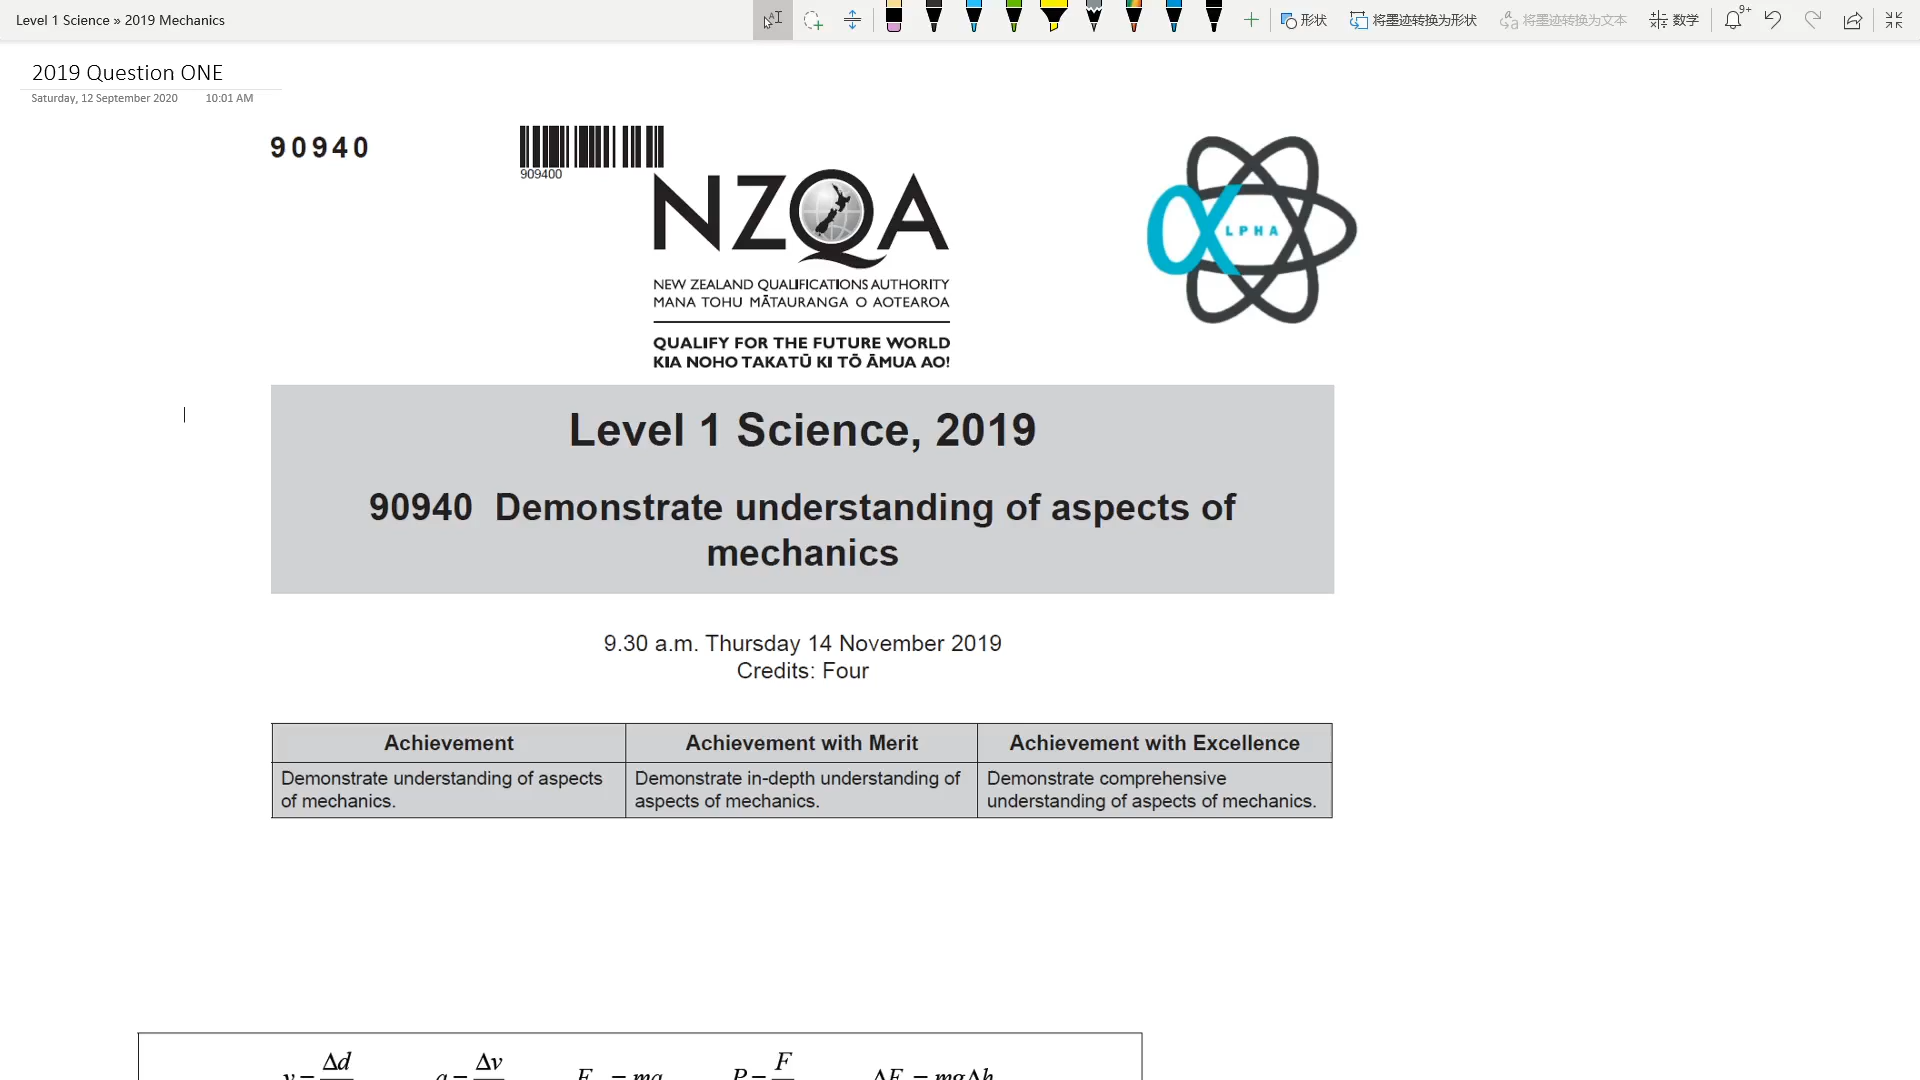 Level 1 Science » 2019 Mechanics
形状
将墨迹转换为形状
将墨迹转换为文本
数学
9+
2019 Question ONE
Saturday, 12 September 2020 10:01 AM
90940
909400
NZQA
NEW ZEALAND QUALIFICATIONS AUTHORITY
MANA TOHU MĀTAURANGA O AOTEAROA
QUALIFY FOR THE FUTURE WORLD
KIA NOHO TAKATŪ KI TŌ ĀMUA AO!
αLPHA
Level 1 Science, 2019
90940 Demonstrate understanding of aspects of
mechanics
9.30 a.m. Thursday 14 November 2019
Credits: Four
Achievement Achievement with Merit Achievement with Excellence
Demonstrate understanding of aspects of mechanics.
Demonstrate in-depth understanding of aspects of mechanics.
Demonstrate comprehensive understanding of aspects of mechanics.
Δd Δv F